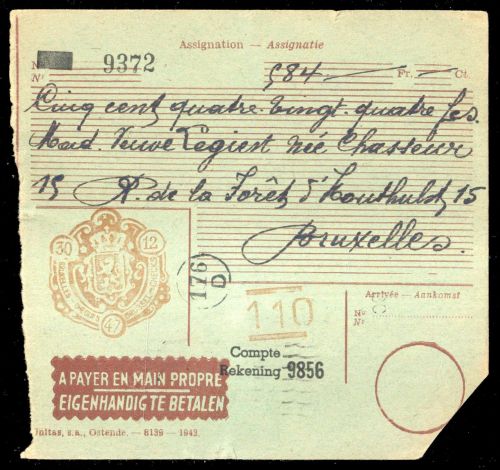 Assignation — Assignatie
N° 9372
N°
584 — Fr. — Ct.
Cinq cent quatre-vingt-quatre fcs.
Mad. Veuve Legiest née Chasseur
15 R. de la Forêt d'Houthulst, 15
Bruxelles.
30 12
47
176
D
110
Arrivée — Aankomst
N°
N°
Compte
Rekening 9856
A PAYER EN MAIN PROPRE
EIGENHANDIG TE BETALEN
Unitas, s.a., Ostende. — 8139 — 1943.